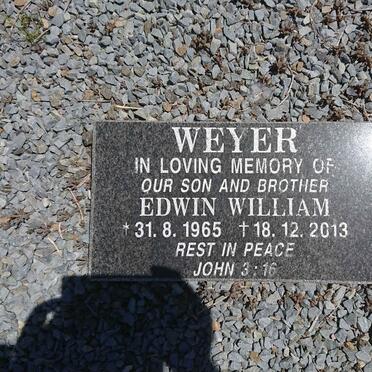 WEYER
IN LOVING MEMORY OF
OUR SON AND BROTHER
EDWIN WILLIAM
* 31. 8. 1965 † 18. 12. 2013
REST IN PEACE
JOHN 3 : 16